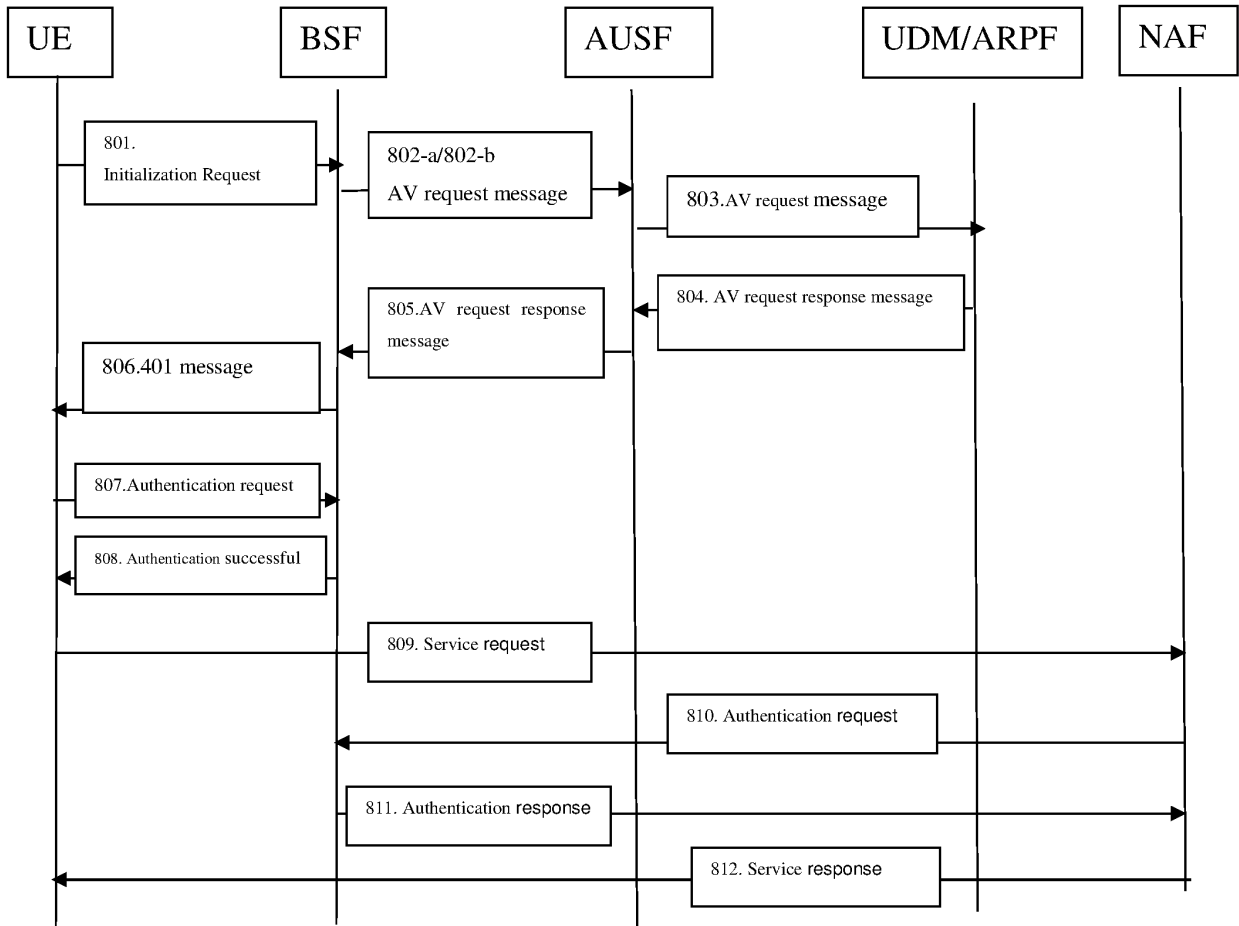 UE
BSF
AUSF
UDM/ARPF
NAF
801.
Initialization Request
802-a/802-b
AV request message
803.AV request message
804. AV request response message
805.AV request response
message
806.401 message
807.Authentication request
808. Authentication successful
809. Service request
810. Authentication request
811. Authentication response
812. Service response